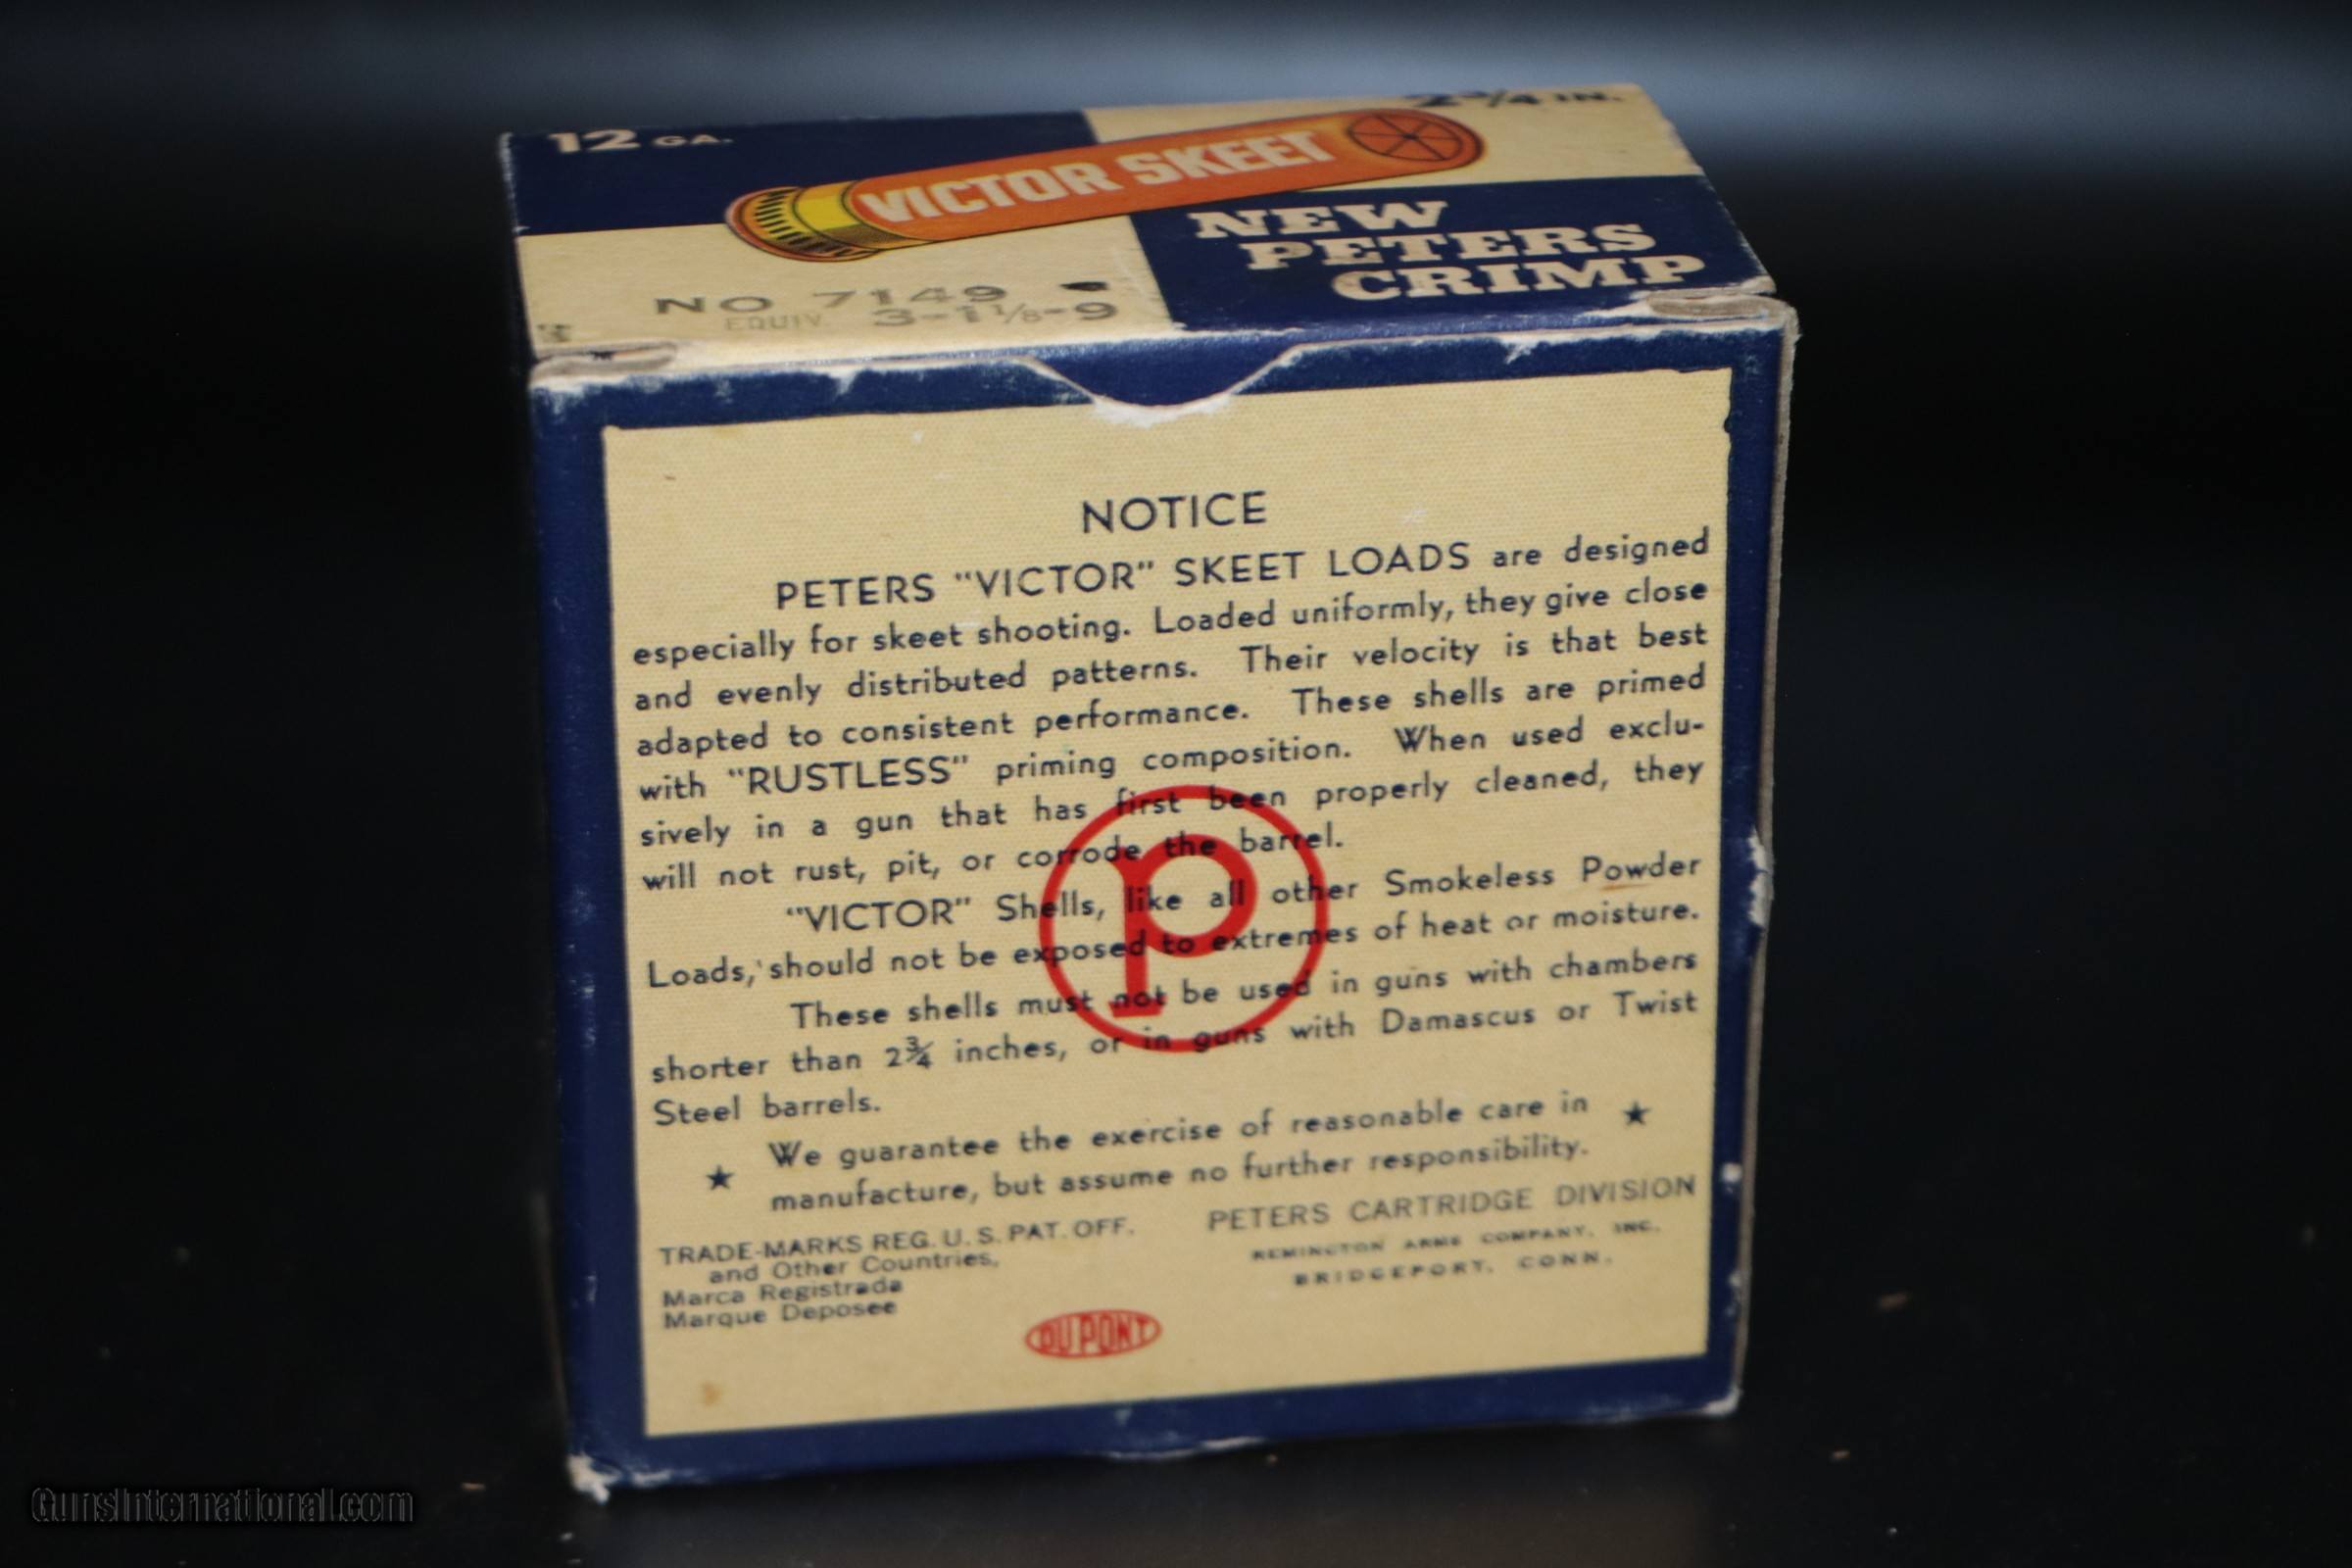 12 GA.
2 3/4 IN.
VICTOR SKEET
NEW
PETERS
CRIMP
NO 7149
EQUIV. 3-1 1/8-9
NOTICE
PETERS "VICTOR" SKEET LOADS are designed
especially for skeet shooting. Loaded uniformly, they give close
and evenly distributed patterns. Their velocity is that best
adapted to consistent performance. These shells are primed
with "RUSTLESS" priming composition. When used exclu-
sively in a gun that has first been properly cleaned, they
will not rust, pit, or corrode the barrel.
"VICTOR" Shells, like all other Smokeless Powder
Loads, should not be exposed to extremes of heat or moisture.
These shells must not be used in guns with chambers
shorter than 2¾ inches, or in guns with Damascus or Twist
Steel barrels.
★ We guarantee the exercise of reasonable care in ★
manufacture, but assume no further responsibility.
P
TRADE-MARKS REG. U. S. PAT. OFF.
and Other Countries,
Marca Registrada
Marque Deposee
PETERS CARTRIDGE DIVISION
REMINGTON ARMS COMPANY, INC.
BRIDGEPORT, CONN.
DU PONT
GunsInternational.com